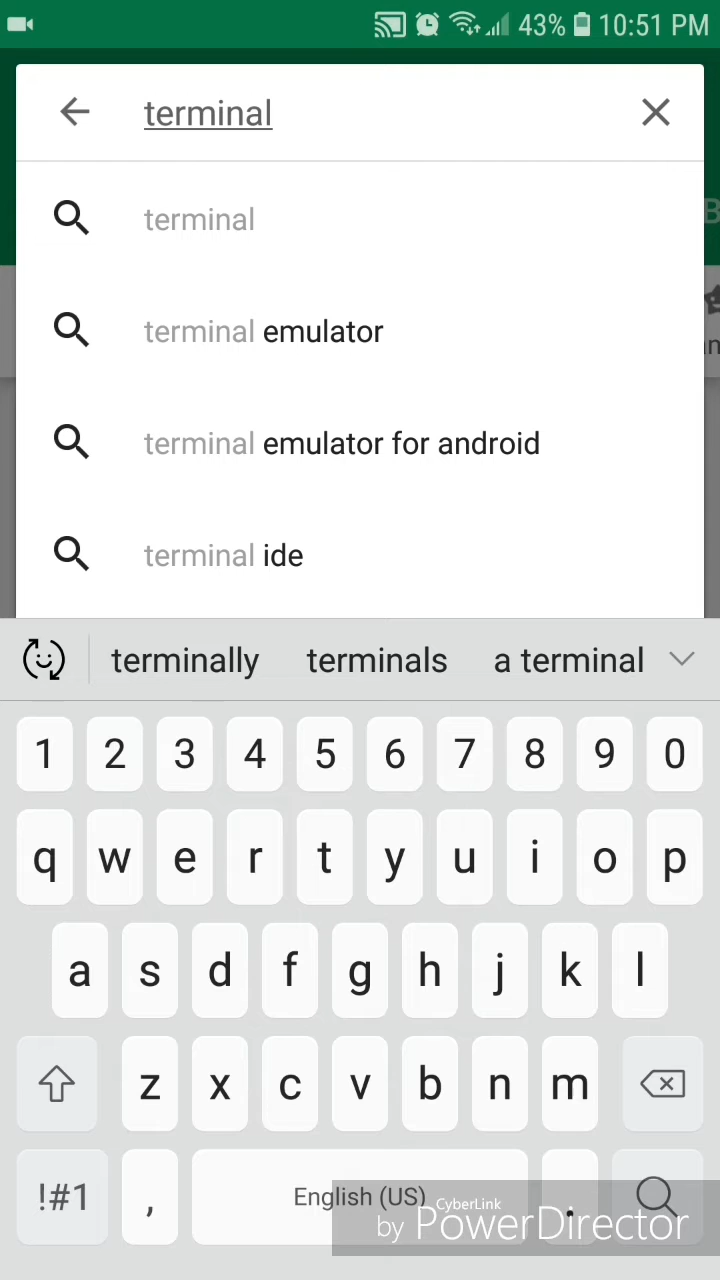 43% 10:51 PM
terminal
B
terminal
terminal emulator
an
terminal emulator for android
terminal ide
terminally terminals a terminal
1 2 3 4 5 6 7 8 9 0
q w e r t y u i o p
a s d f g h j k l
z x c v b n m
!#1 , English (US) .
CyberLink
by PowerDirector